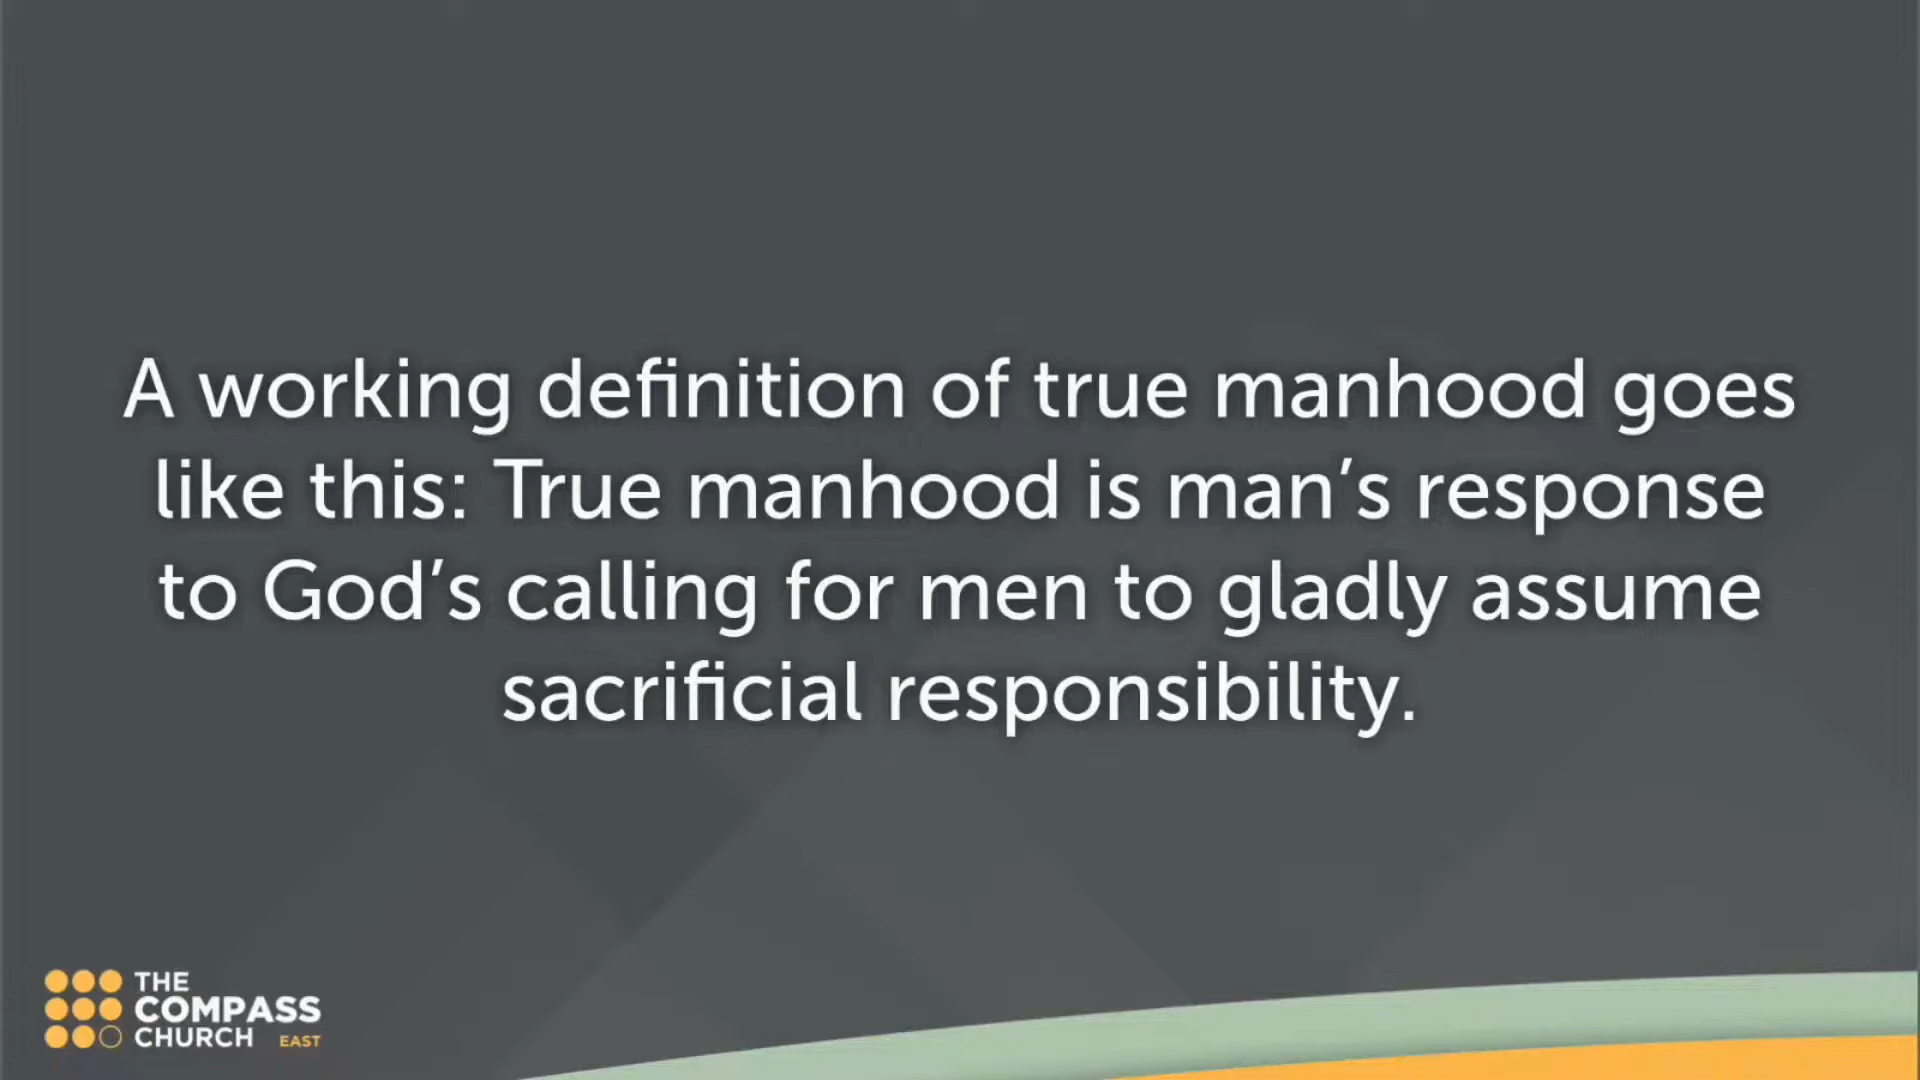 A working definition of true manhood goes
like this: True manhood is man’s response
to God’s calling for men to gladly assume
sacrificial responsibility.
THE
COMPASS
CHURCH EAST